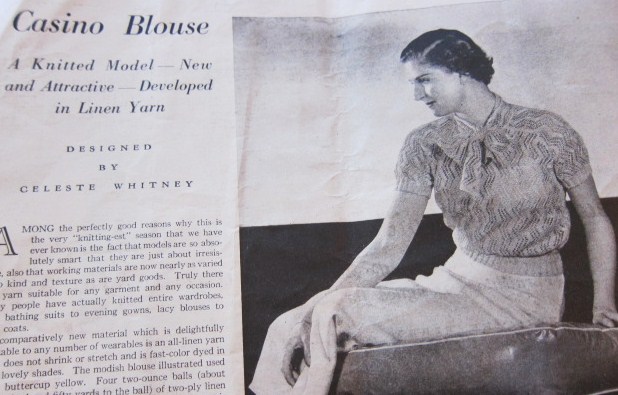 Casino Blouse
A Knitted Model — New
and Attractive — Developed
in Linen Yarn
DESIGNED
BY
CELESTE WHITNEY
AMONG the perfectly good reasons why this is
the very "knitting-est" season that we have
ever known is the fact that models are so abso-
lutely smart that they are just about irresis-
also that working materials are now nearly as varied
kind and texture as are yard goods. Truly there
yarn suitable for any garment and any occasion.
people have actually knitted entire wardrobes,
bathing suits to evening gowns, lacy blouses to
coats.
comparatively new material which is delightfully
able to any number of wearables is an all-linen yarn
does not shrink or stretch and is fast-color dyed in
lovely shades. The modish blouse illustrated used
buttercup yellow. Four two-ounce balls (about
fifty yards to the ball) of two-ply linen